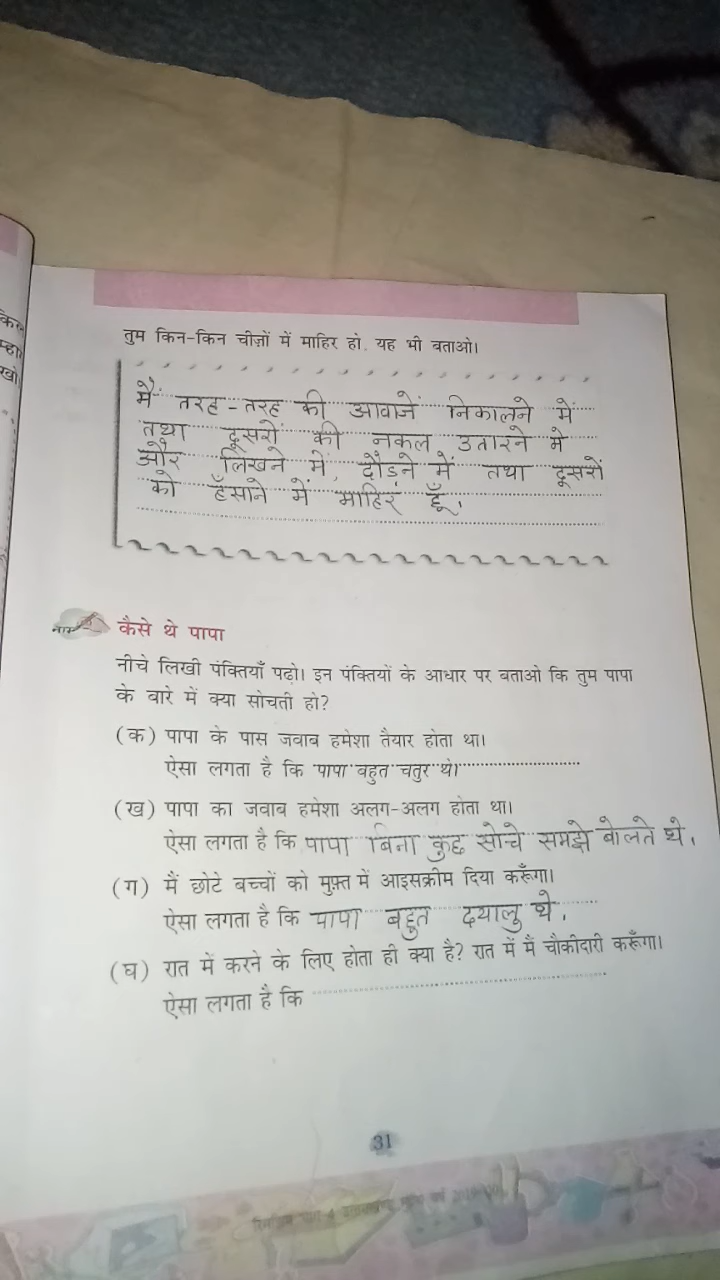 तुम किन-किन चीज़ों में माहिर हो, यह भी बताओ।
मैं तरह-तरह की आवाजें निकालने में
तथा दूसरों की नकल उतारने मे
और लिखने में, दौड़ने में तथा दूसरों
को हँसाने में माहिर हूँ।
कैसे थे पापा
नीचे लिखी पंक्तियाँ पढ़ो। इन पंक्तियों के आधार पर बताओ कि तुम पापा
के बारे में क्या सोचती हो?
(क) पापा के पास जवाब हमेशा तैयार होता था।
ऐसा लगता है कि पापा बहुत चतुर थे।
(ख) पापा का जवाब हमेशा अलग-अलग होता था।
ऐसा लगता है कि पापा बिना कुछ सोचे समझे बोलते थे।
(ग) मैं छोटे बच्चों को मुफ़्त में आइसक्रीम दिया करूँगा।
ऐसा लगता है कि पापा बहुत दयालु थे।
(घ) रात में करने के लिए होता ही क्या है? रात में मैं चौकीदारी करूँगा।
ऐसा लगता है कि
31